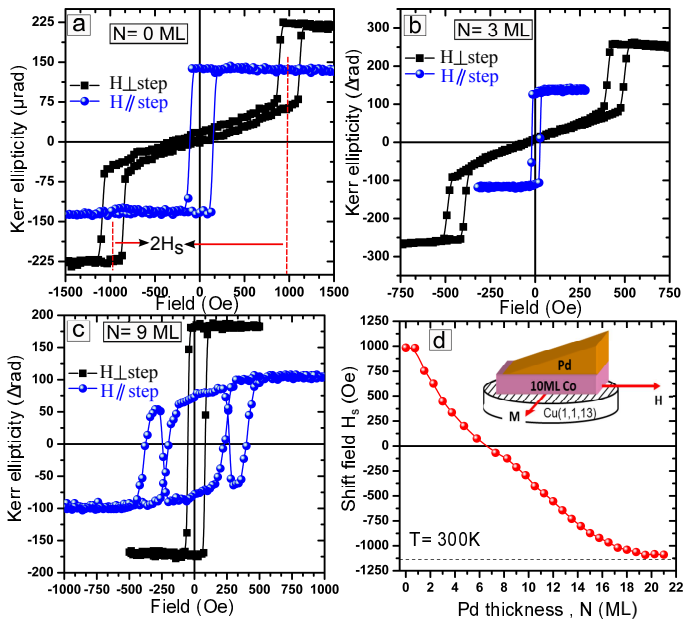 a
N= 0 ML
H⊥step
H∥step
2Hs
Kerr ellipticity (μrad)
225
150
75
0
-75
-150
-225
-1500 -1000 -500 0 500 1000 1500
Field (Oe)
b
N= 3 ML
H⊥step
H∥step
Kerr ellipticity (Δrad)
300
200
100
0
-100
-200
-300
-750 -500 -250 0 250 500 750
Field (Oe)
c
N= 9 ML
H⊥step
H∥step
Kerr ellipticity (Δrad)
200
150
100
50
0
-50
-100
-150
-200
-1000 -750 -500 -250 0 250 500 750 1000
Field (Oe)
d
Pd
10ML Co
Cu(1,1,13)
M
H
T= 300K
Shift field Hs (Oe)
1250
1000
750
500
250
0
-250
-500
-750
-1000
-1250
0 2 4 6 8 10 12 14 16 18 20 22
Pd thickness , N (ML)